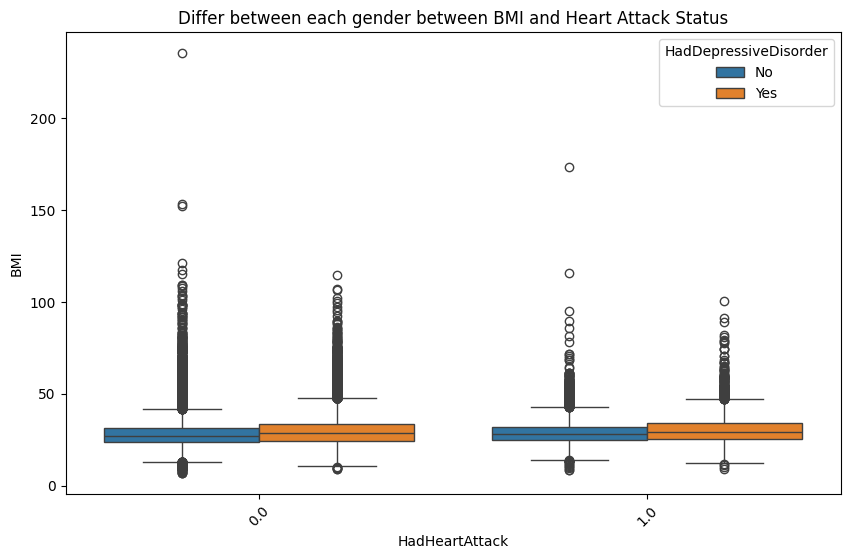 Differ between each gender between BMI and Heart Attack Status
HadDepressiveDisorder
No
Yes
200
150
100
50
0
BMI
0.0
1.0
HadHeartAttack